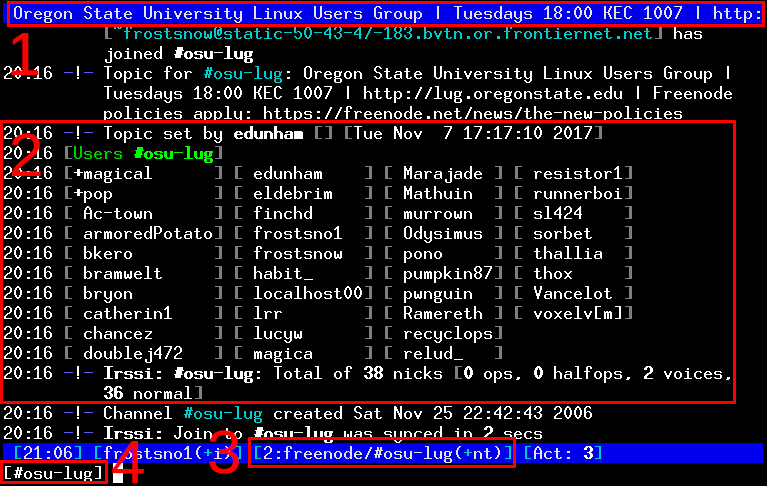 Oregon State University Linux Users Group | Tuesdays 18:00 KEC 1007 | http:
1
[~frostsnow@static-50-43-47-183.bvtn.or.frontiernet.net] has
joined #osu-lug
20:16 -!- Topic for #osu-lug: Oregon State University Linux Users Group |
Tuesdays 18:00 KEC 1007 | http://lug.oregonstate.edu | Freenode
policies apply: https://freenode.net/news/the-new-policies
20:16 -!- Topic set by edunham [] [Tue Nov  7 17:17:10 2017]
2
20:16 [Users #osu-lug]
20:16 [+magical      ] [ edunham      ] [ Marajade  ] [ resistor1]
20:16 [+pop          ] [ eldebrim     ] [ Mathuin   ] [ runnerboi]
20:16 [ Ac-town      ] [ finchd       ] [ murrown   ] [ sl424    ]
20:16 [ armoredPotato] [ frostsno1    ] [ Odysimus  ] [ sorbet   ]
20:16 [ bkero        ] [ frostsnow    ] [ pono      ] [ thallia  ]
20:16 [ bramwelt     ] [ habit_       ] [ pumpkin87] [ thox     ]
20:16 [ bryon        ] [ localhost00] [ pwnguin   ] [ Vancelot ]
20:16 [ catherin1    ] [ lrr          ] [ Ramereth  ] [ voxelv[m]]
20:16 [ chancez      ] [ lucyw        ] [ recyclops]
20:16 [ doublej472   ] [ magica       ] [ relud_    ]
20:16 -!- Irssi: #osu-lug: Total of 38 nicks [0 ops, 0 halfops, 2 voices,
36 normal]
20:16 -!- Channel #osu-lug created Sat Nov 25 22:42:43 2006
20:16 -!- Irssi: Join to #osu-lug was synced in 2 secs
[21:06] [frostsno1(+i)] [2:freenode/#osu-lug(+nt)] [Act: 3]
3
[#osu-lug]
4